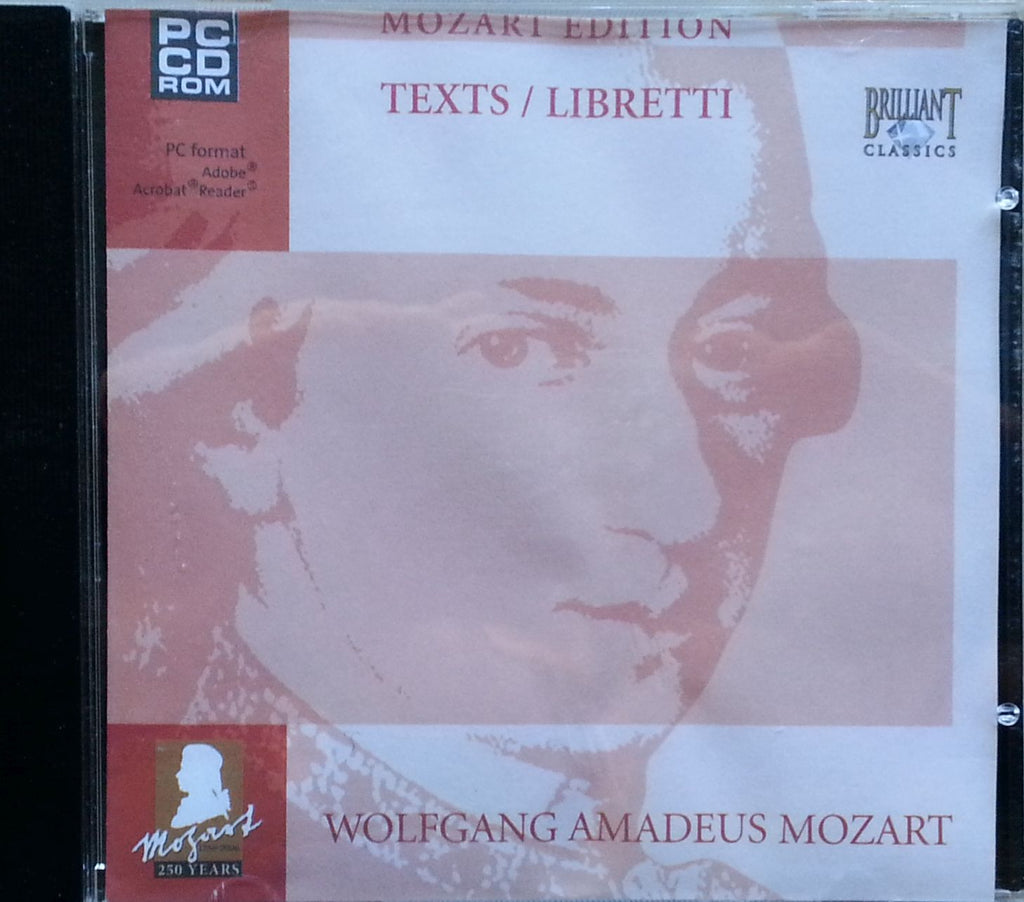 MOZART EDITION
TEXTS / LIBRETTI
PC
CD
ROM
PC format
Adobe®
Acrobat® Reader®
BRILLIANT
CLASSICS
Mozart
250 YEARS
WOLFGANG AMADEUS MOZART